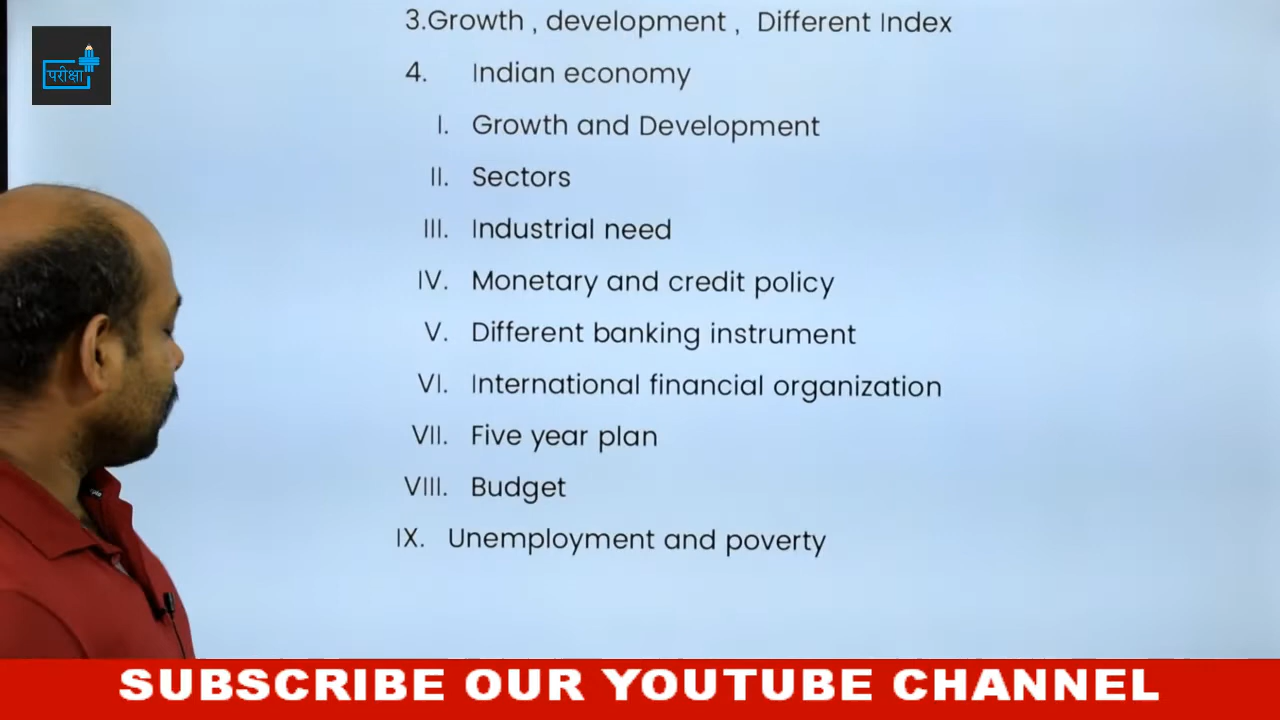 3.Growth , development , Different Index
परीक्षा
4. Indian economy
I. Growth and Development
II. Sectors
III. Industrial need
IV. Monetary and credit policy
V. Different banking instrument
VI. International financial organization
VII. Five year plan
VIII. Budget
IX. Unemployment and poverty
SUBSCRIBE OUR YOUTUBE CHANNEL